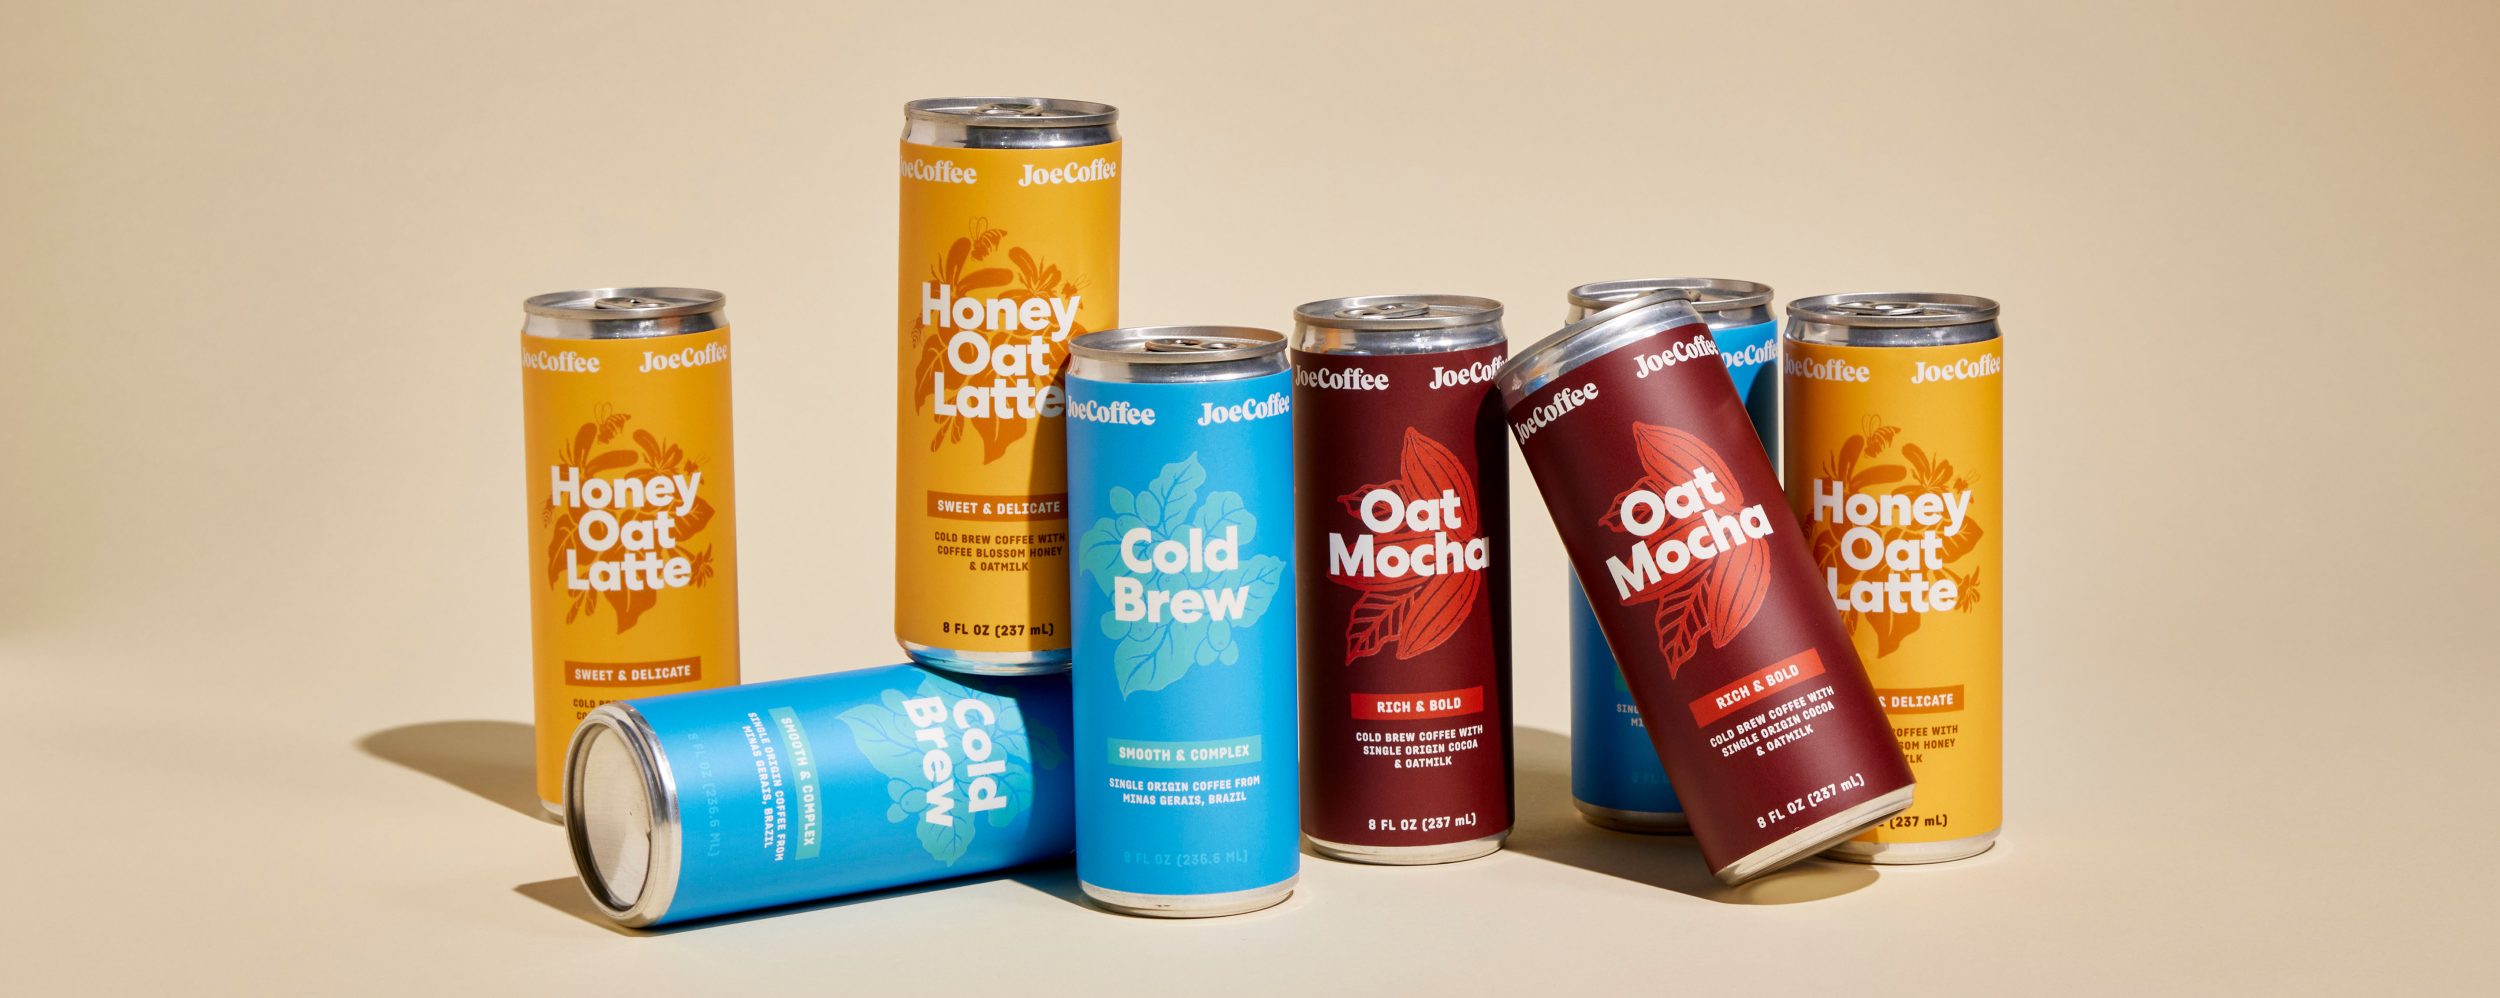 JoeCoffee
Honey
Oat
Latte
SWEET & DELICATE
JoeCoffee
Honey
Oat
Latte
SWEET & DELICATE
COLD BREW COFFEE WITH
COFFEE BLOSSOM HONEY
& OATMILK
8 FL OZ (237 mL)
Cold
Brew
SMOOTH & COMPLEX
SINGLE ORIGIN COFFEE FROM
MINAS GERAIS, BRAZIL
8 FL OZ (236.6 ML)
JoeCoffee JoeCoffee
Cold
Brew
SMOOTH & COMPLEX
SINGLE ORIGIN COFFEE FROM
MINAS GERAIS, BRAZIL
8 FL OZ (236.6 ML)
JoeCoffee
Oat
Mocha
RICH & BOLD
COLD BREW COFFEE WITH
SINGLE ORIGIN COCOA
& OATMILK
8 FL OZ (237 mL)
JoeCoffee JoeCoffee
Oat
Mocha
RICH & BOLD
COLD BREW COFFEE WITH
SINGLE ORIGIN COCOA
& OATMILK
8 FL OZ (237 mL)
JoeCoffee
Honey
Oat
Latte
& DELICATE
COFFEE WITH
HONEY
(237 mL)